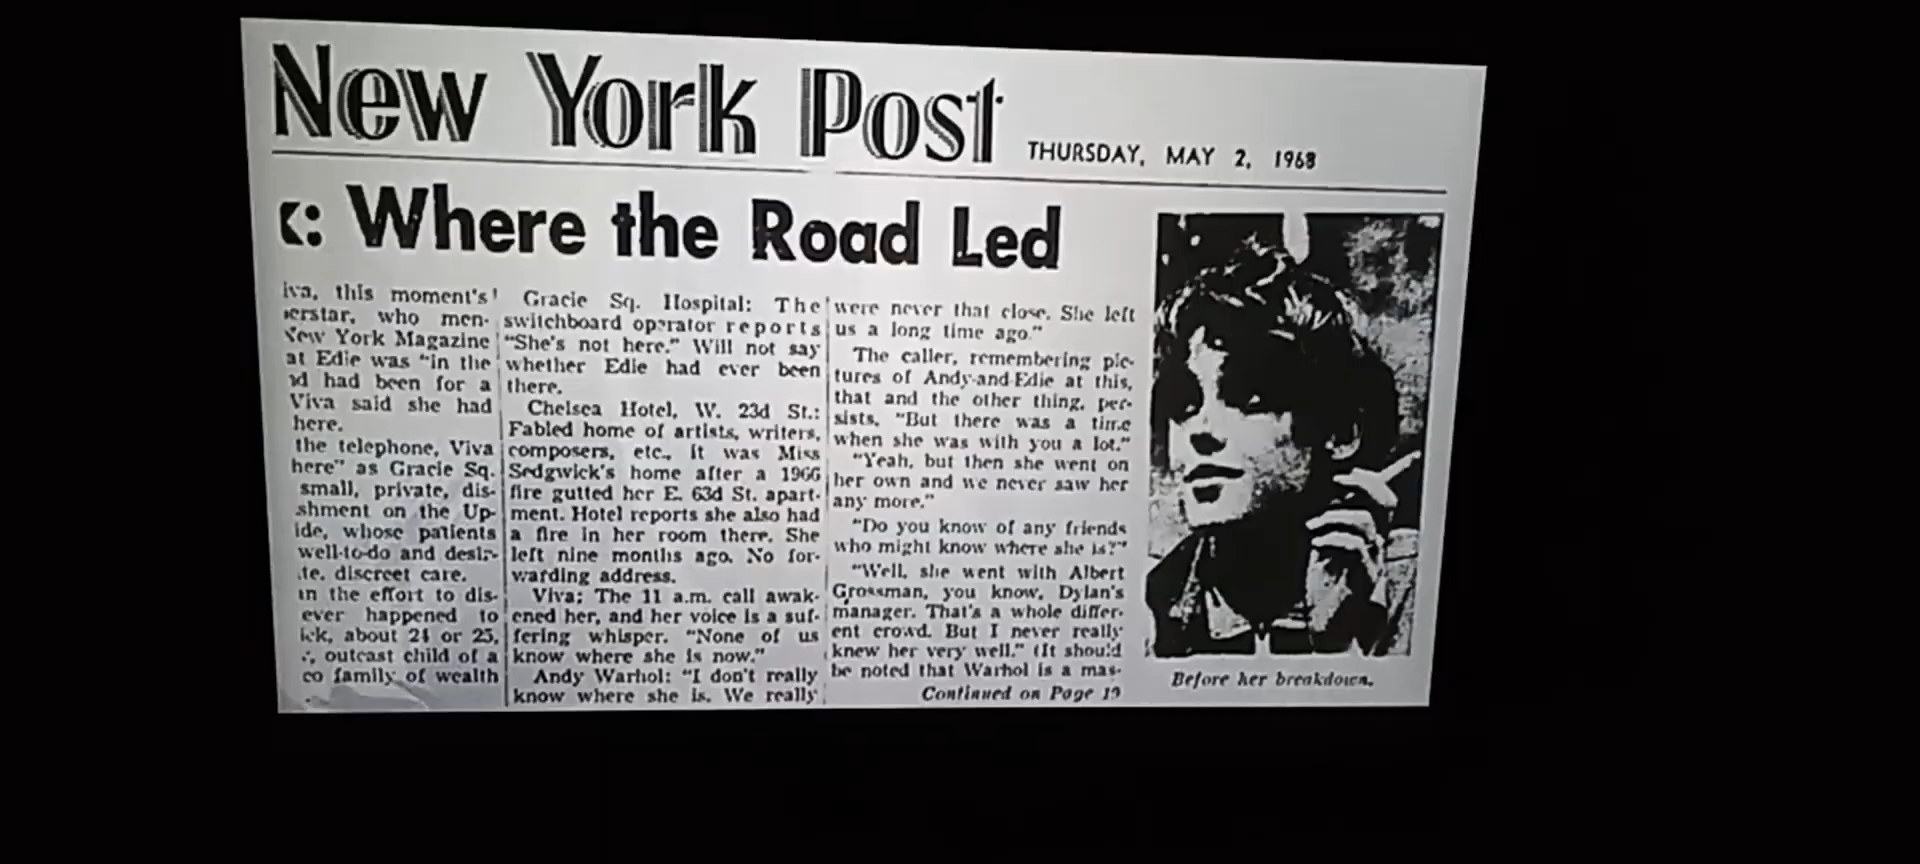 New York Post
THURSDAY, MAY 2, 1968
: Where the Road Led
iva, this moment's
erstar, who men-
New York Magazine
at Edie was "in the
had been for a
Viva said she had
here.
the telephone, Viva
here" as Gracie Sq.
small, private, dis-
shment on the Up-
ide, whose patients
well-to-do and desir-
te, discreet care.
in the effort to dis-
ever happened to
ick, about 24 or 25,
outcast child of a
co family of wealth
Gracie Sq. Hospital: The
switchboard operator reports
"She's not here." Will not say
whether Edie had ever been
there.
Chelsea Hotel, W. 23d St.:
Fabled home of artists, writers,
composers, etc., it was Miss
Sedgwick's home after a 1966
fire gutted her E. 63d St. apart-
ment. Hotel reports she also had
a fire in her room there. She
left nine months ago. No for-
warding address.
Viva: The 11 a.m. call awak-
ened her, and her voice is a suf-
fering whisper. "None of us
know where she is now."
Andy Warhol: "I don't really
know where she is. We really
were never that close. She left
us a long time ago."
The caller, remembering pic-
tures of Andy-and-Edie at this,
that and the other thing, per-
sists, "But there was a time
when she was with you a lot."
"Yeah, but then she went on
her own and we never saw her
any more."
"Do you know of any friends
who might know where she is?"
"Well, she went with Albert
Grossman, you know, Dylan's
manager. That's a whole differ-
ent crowd. But I never really
knew her very well." (It should
be noted that Warhol is a mas-
Continued on Page 19
Before her breakdown.